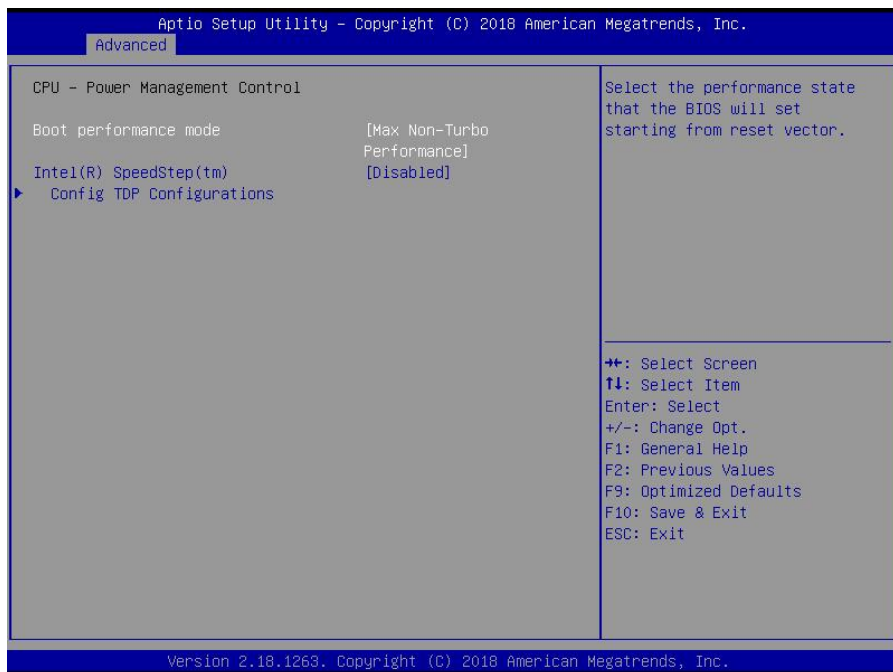 Aptio Setup Utility – Copyright (C) 2018 American Megatrends, Inc.
Advanced
CPU – Power Management Control
Boot performance mode [Max Non-Turbo
Performance]
Intel(R) SpeedStep(tm) [Disabled]
Config TDP Configurations
Select the performance state
that the BIOS will set
starting from reset vector.
→←: Select Screen
↑↓: Select Item
Enter: Select
+/-: Change Opt.
F1: General Help
F2: Previous Values
F9: Optimized Defaults
F10: Save & Exit
ESC: Exit
Version 2.18.1263. Copyright (C) 2018 American Megatrends, Inc.